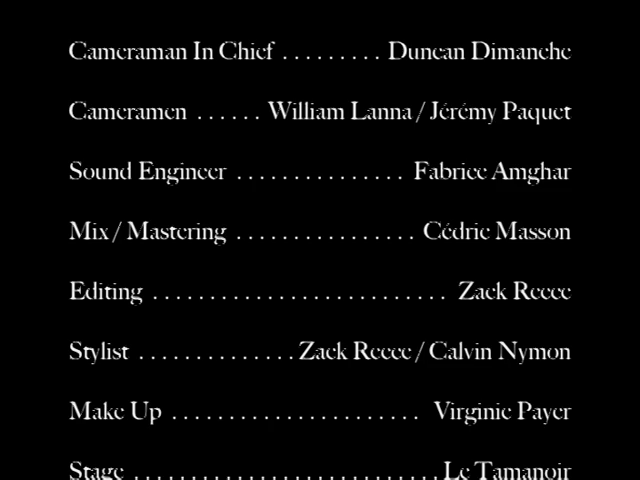 Cameraman In Chief . . . . . . . . . Duncan Dimanche
Cameramen . . . . . . William Lanna / Jérémy Paquet
Sound Engineer . . . . . . . . . . . . . . . Fabrice Amghar
Mix / Mastering . . . . . . . . . . . . . . . . Cédric Masson
Editing . . . . . . . . . . . . . . . . . . . . . . . . . . Zack Reece
Stylist . . . . . . . . . . . . . . Zack Reece / Calvin Nymon
Make Up . . . . . . . . . . . . . . . . . . . . . . Virginie Payer
Stage . . . . . . . . . . . . . . . . . . . . . . . . . . . Le Tamanoir